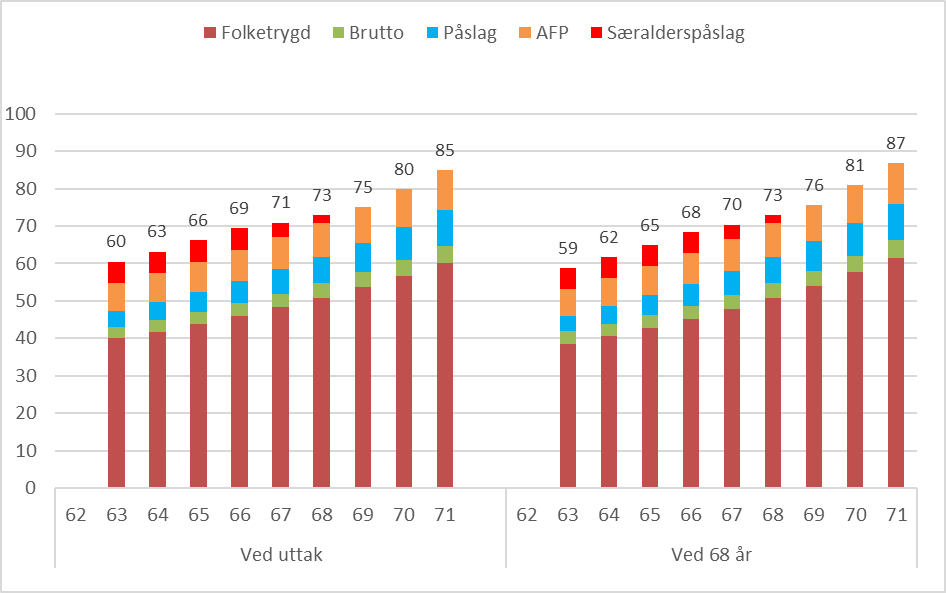 Folketrygd Brutto Påslag AFP Særalderspåslag
100
90
80
70
60
50
40
30
20
10
0
60 63 66 69 71 73 75 80 85
59 62 65 68 70 73 76 81 87
62 63 64 65 66 67 68 69 70 71
62 63 64 65 66 67 68 69 70 71
Ved uttak
Ved 68 år